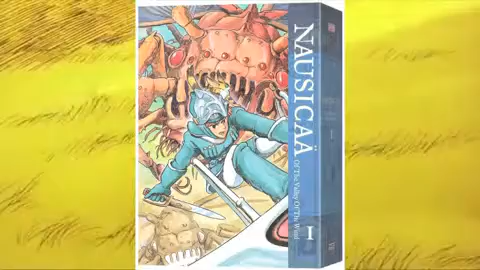 NAUSICAÄ
Of The Valley Of The Wind
I
I